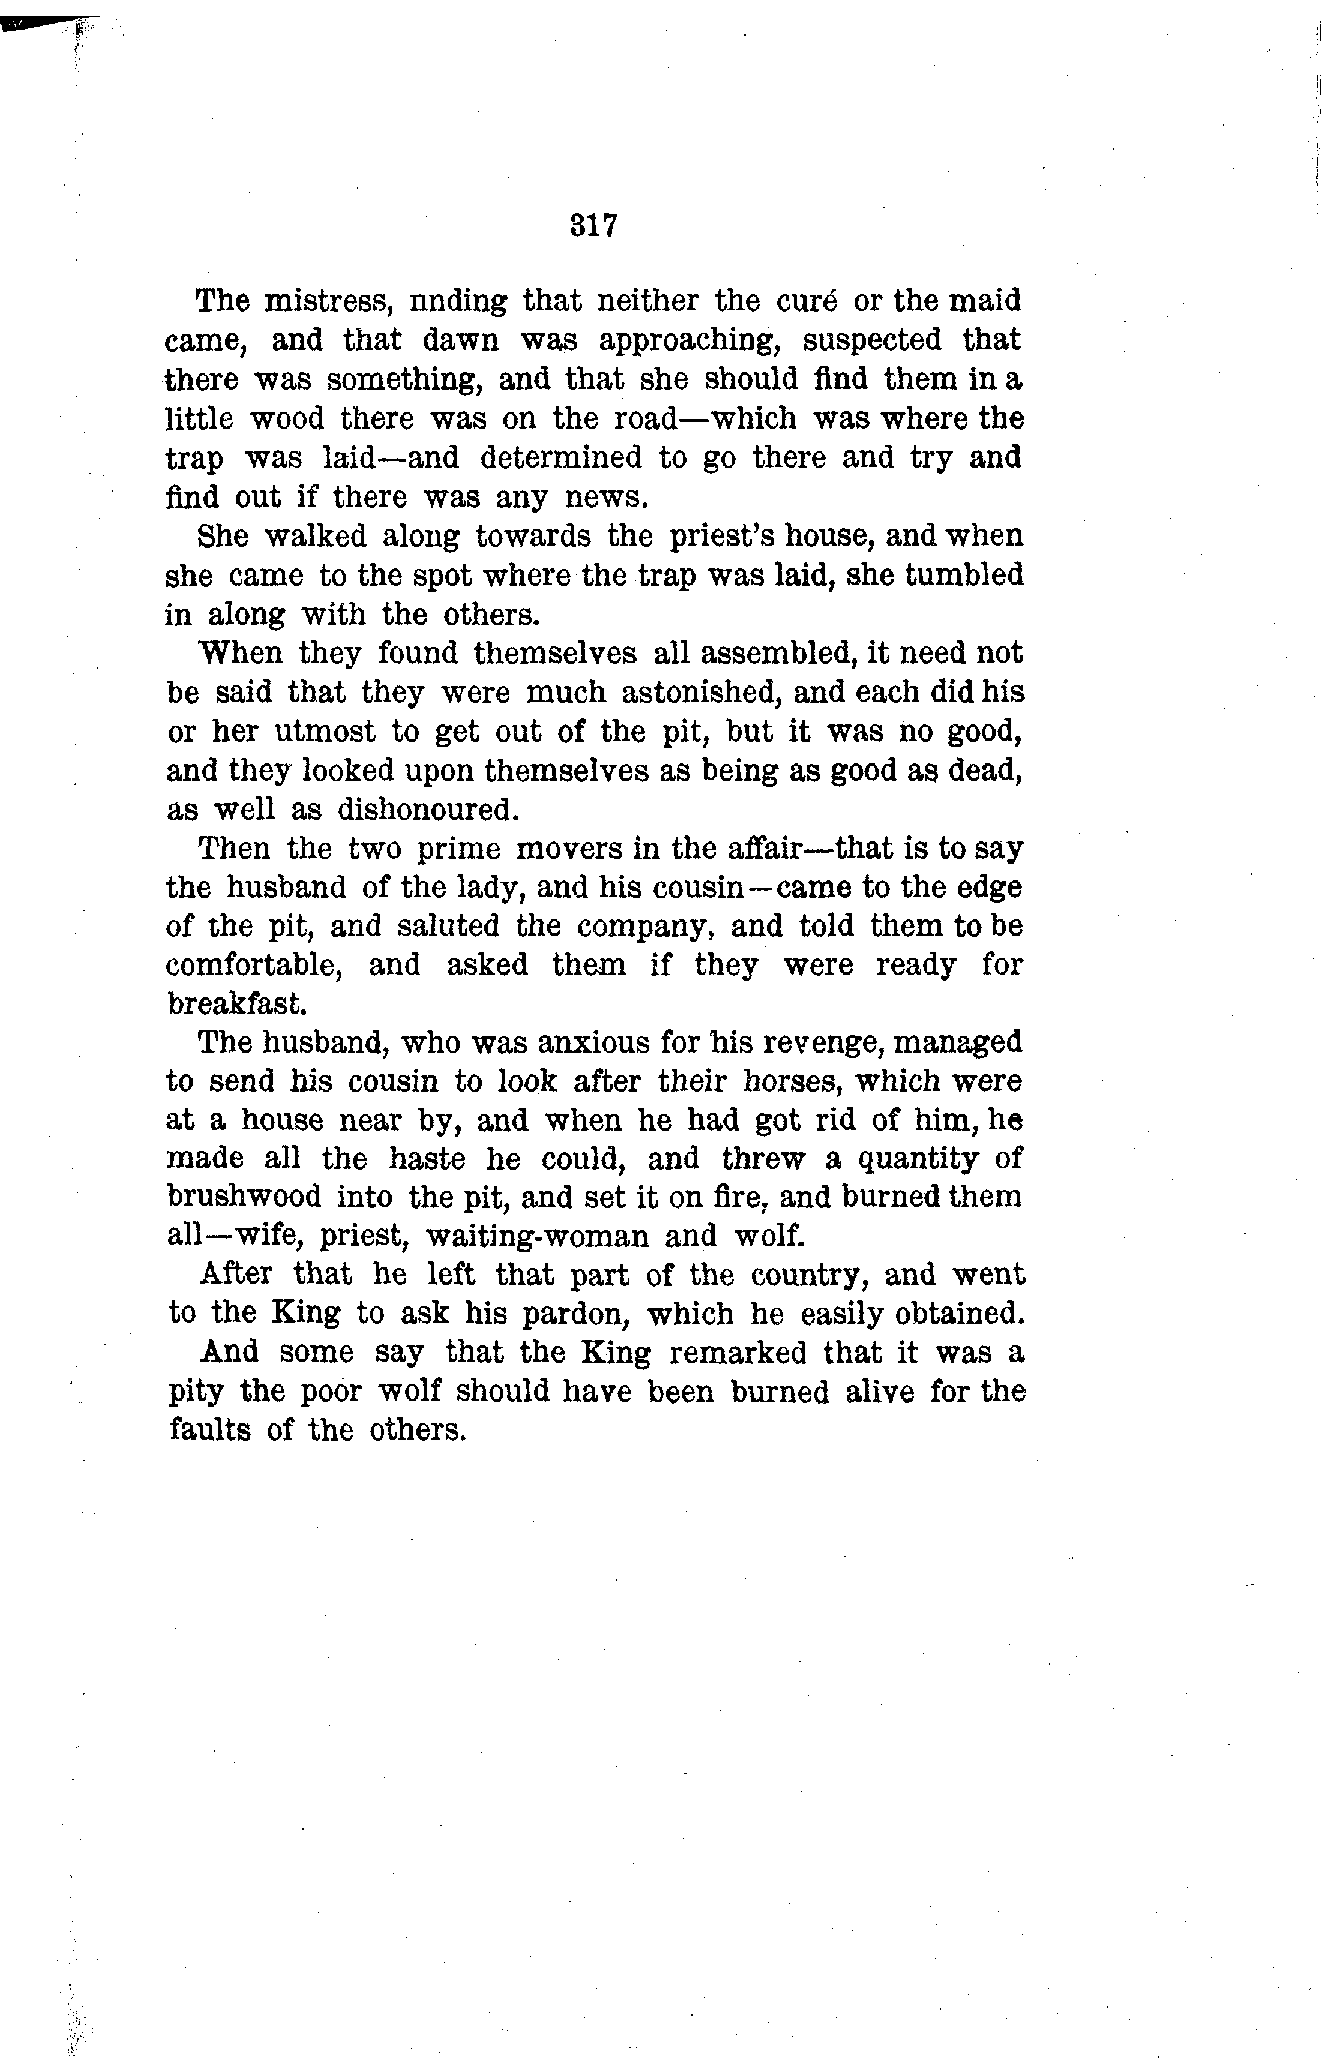 317
The mistress, nnding that neither the curé or the maid
came, and that dawn was approaching, suspected that
there was something, and that she should find them in a
little wood there was on the road—which was where the
trap was laid—and determined to go there and try and
find out if there was any news.
She walked along towards the priest's house, and when
she came to the spot where the trap was laid, she tumbled
in along with the others.
When they found themselves all assembled, it need not
be said that they were much astonished, and each did his
or her utmost to get out of the pit, but it was no good,
and they looked upon themselves as being as good as dead,
as well as dishonoured.
Then the two prime movers in the affair—that is to say
the husband of the lady, and his cousin—came to the edge
of the pit, and saluted the company, and told them to be
comfortable, and asked them if they were ready for
breakfast.
The husband, who was anxious for his revenge, managed
to send his cousin to look after their horses, which were
at a house near by, and when he had got rid of him, he
made all the haste he could, and threw a quantity of
brushwood into the pit, and set it on fire, and burned them
all—wife, priest, waiting-woman and wolf.
After that he left that part of the country, and went
to the King to ask his pardon, which he easily obtained.
And some say that the King remarked that it was a
pity the poor wolf should have been burned alive for the
faults of the others.